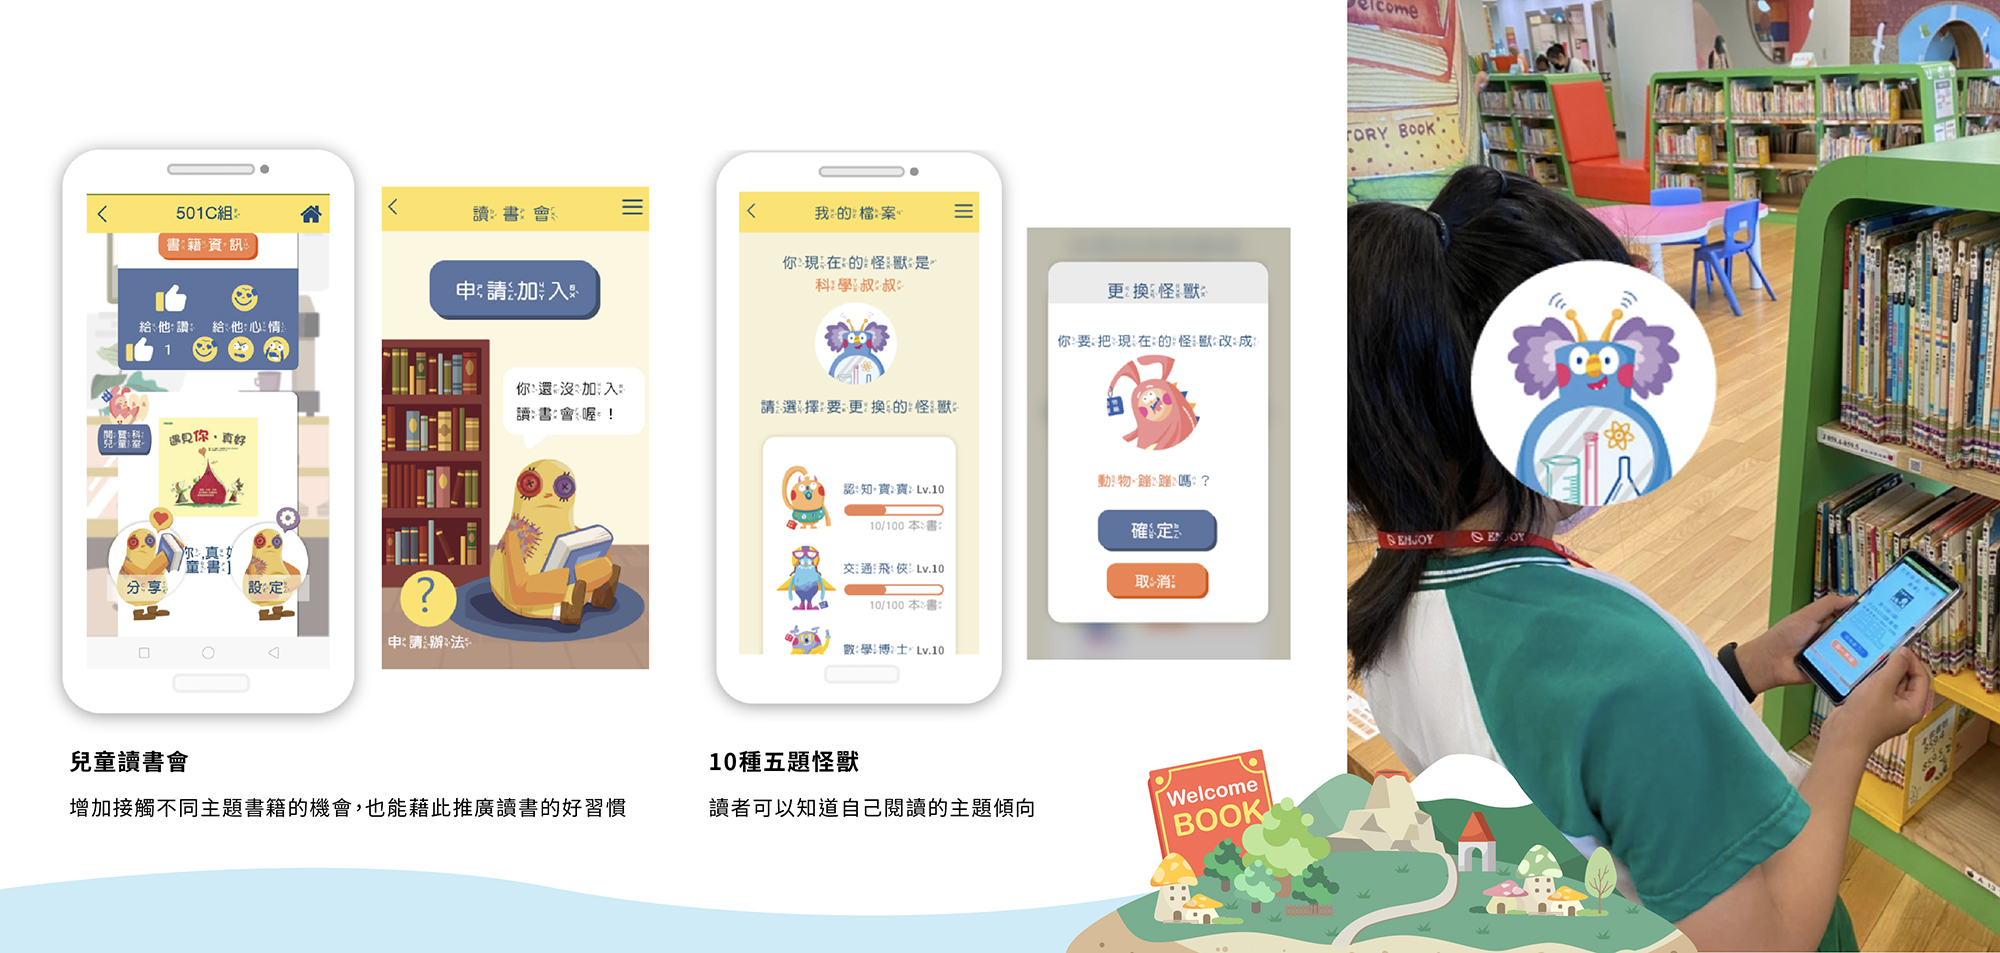 501C組
書籍資訊
給他讚
給他心情
1
閱覽科
兒童室
遇見你,真好
你,真好
童書
分享
設定
讀書會
申請加入
你還沒加入
讀書會喔!
?
申請辦法
我的檔案
你現在的怪獸是
科學叔叔
請選擇要更換的怪獸
認知寶寶 Lv.10
10/100 本書
交通飛俠 Lv.10
10/100 本書
數學博士 Lv.10
更換怪獸
你要把現在的怪獸改成
動物蹦蹦嗎?
確定
取消
兒童讀書會
增加接觸不同主題書籍的機會,也能藉此推廣讀書的好習慣
10種五題怪獸
讀者可以知道自己閱讀的主題傾向
Welcome
BOOK
Welcome
TORY BOOK
ENJOY
ENJOY